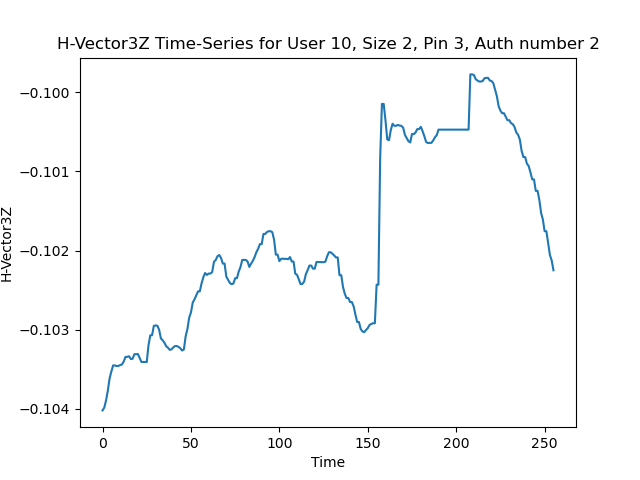 H-Vector3Z Time-Series for User 10, Size 2, Pin 3, Auth number 2
H-Vector3Z
−0.100
−0.101
−0.102
−0.103
−0.104
0 50 100 150 200 250
Time